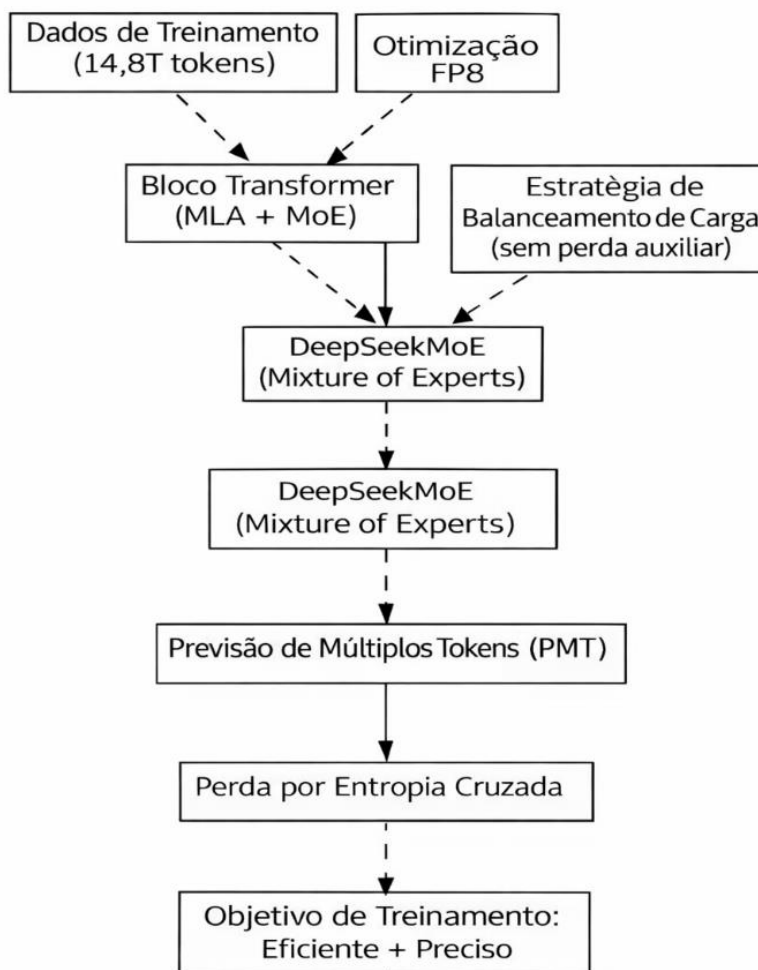 Dados de Treinamento
(14,8T tokens)
Otimização
FP8
Bloco Transformer
(MLA + MoE)
Estratègia de
Balanceamento de Carga
(sem perda auxiliar)
DeepSeekMoE
(Mixture of Experts)
DeepSeekMoE
(Mixture of Experts)
Previsão de Múltiplos Tokens (PMT)
Perda por Entropia Cruzada
Objetivo de Treinamento:
Eficiente + Preciso